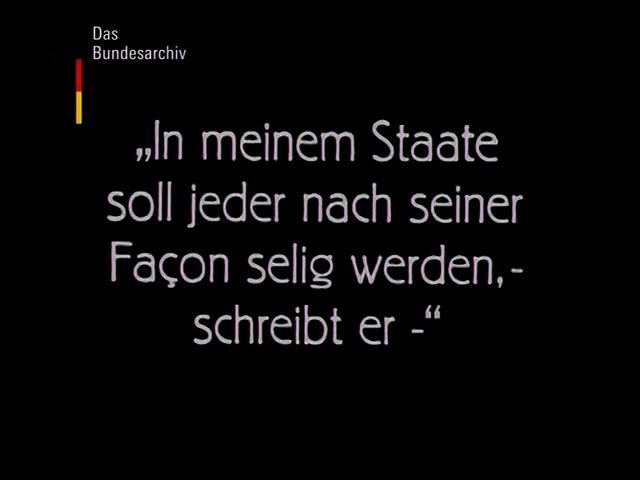 Das
Bundesarchiv
„In meinem Staate
soll jeder nach seiner
Façon selig werden,-
schreibt er -“